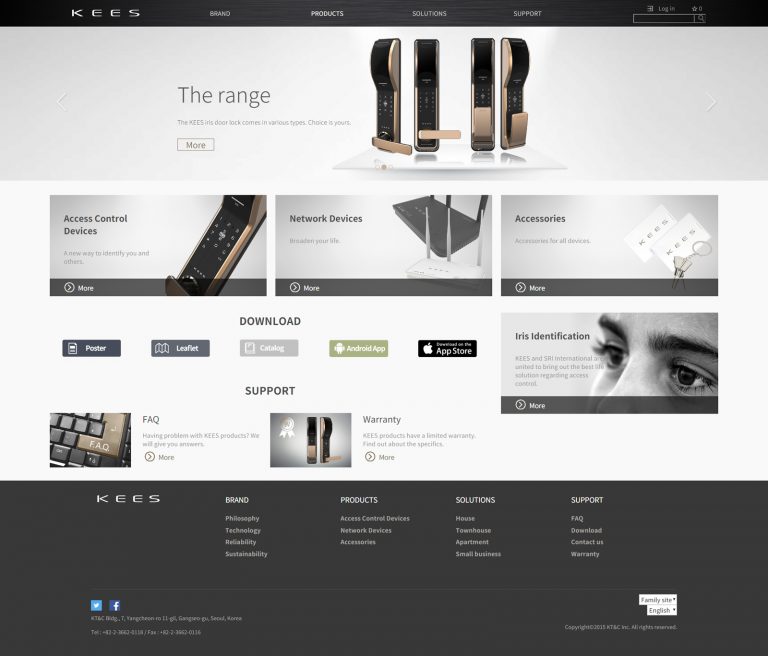 KEES
BRAND
PRODUCTS
SOLUTIONS
SUPPORT
Log in
0
The range
The KEES iris door lock comes in various types. Choice is yours.
More
Access Control
Devices
A new way to identify you and
others.
More
Network Devices
Broaden your life.
More
Accessories
Accessories for all devices.
KEES
KEES
More
DOWNLOAD
Poster
Leaflet
Catalog
Android App
Download on the
App Store
Iris Identification
KEES and SRI International are
united to bring out the best life
solution regarding access
control.
More
SUPPORT
F.A.Q.
FAQ
Having problem with KEES products? We
will give you answers.
More
Warranty
KEES products have a limited warranty.
Find out about the specifics.
More
KEES
BRAND
Philosophy
Technology
Reliability
Sustainability
PRODUCTS
Access Control Devices
Network Devices
Accessories
SOLUTIONS
House
Townhouse
Apartment
Small business
SUPPORT
FAQ
Download
Contact us
Warranty
KT&C Bldg., 7, Yangcheon-ro 11-gil, Gangseo-gu, Seoul, Korea
Tel : +82-2-3662-0118 / Fax : +82-2-3662-0116
Family site
English
Copyright©2015 KT&C Inc. All rights reserved.